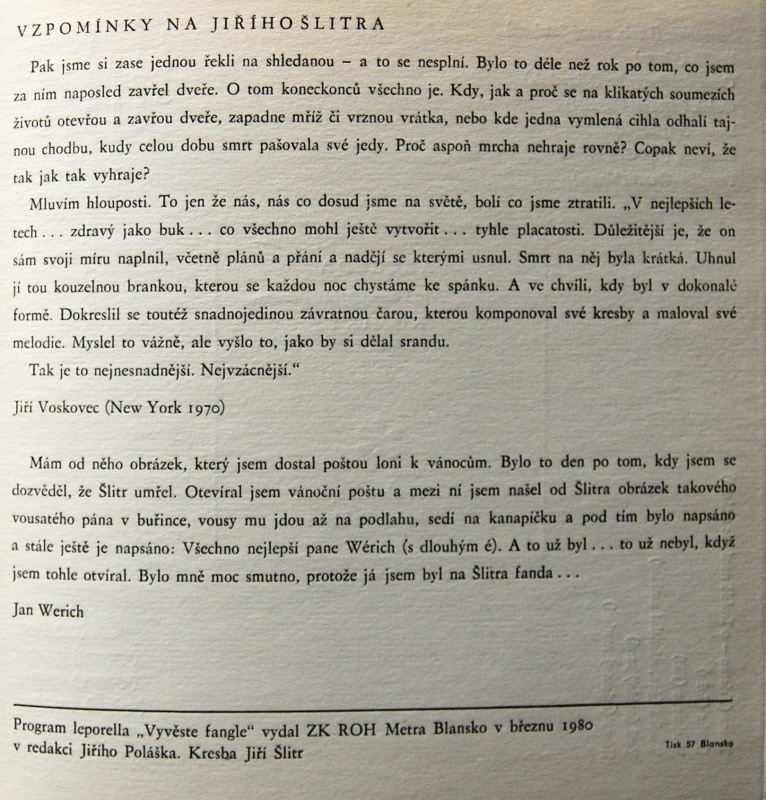 VZPOMÍNKY NA JIŘÍHO ŠLITRA
Pak jsme si zase jednou řekli na shledanou – a to se nesplní. Bylo to déle než rok po tom, co jsem
za ním naposled zavřel dveře. O tom koneckonců všechno je. Kdy, jak a proč se na klikatých soumezích
životů otevřou a zavřou dveře, zapadne mříž či vrznou vrátka, nebo kde jedna vymlená cihla odhalí taj-
nou chodbu, kudy celou dobu smrt pašovala své jedy. Proč aspoň mrcha nehraje rovně? Copak neví, že
tak jak tak vyhraje?
Mluvím hlouposti. To jen že nás, nás co dosud jsme na světě, bolí co jsme ztratili. „V nejlepších le-
tech . . . zdravý jako buk . . . co všechno mohl ještě vytvořit . . . tyhle placatosti. Důležitější je, že on
sám svoji míru naplnil, včetně plánů a přání a nadějí se kterými usnul. Smrt na něj byla krátká. Uhnul
jí tou kouzelnou brankou, kterou se každou noc chystáme ke spánku. A ve chvíli, kdy byl v dokonalé
formě. Dokreslil se toutéž snadnojedinou závratnou čarou, kterou komponoval své kresby a maloval své
melodie. Myslel to vážně, ale vyšlo to, jako by si dělal srandu.
Tak je to nejnesnadnější. Nejvzácnější.“
Jiří Voskovec (New York 1970)
Mám od něho obrázek, který jsem dostal poštou loni k vánocům. Bylo to den po tom, kdy jsem se
dozvěděl, že Šlitr umřel. Otevíral jsem vánoční poštu a mezi ní jsem našel od Šlitra obrázek takového
vousatého pána v buřince, vousy mu jdou až na podlahu, sedí na kanapíčku a pod tím bylo napsáno
a stále ještě je napsáno: Všechno nejlepší pane Wérich (s dlouhým é). A to už byl . . . to už nebyl, když
jsem tohle otvíral. Bylo mně moc smutno, protože já jsem byl na Šlitra fanda . . .
Jan Werich
Program leporella „Vyvěste fangle“ vydal ZK ROH Metra Blansko v březnu 1980
v redakci Jiřího Poláška. Kresba Jiří Šlitr
Tisk 57 Blansko